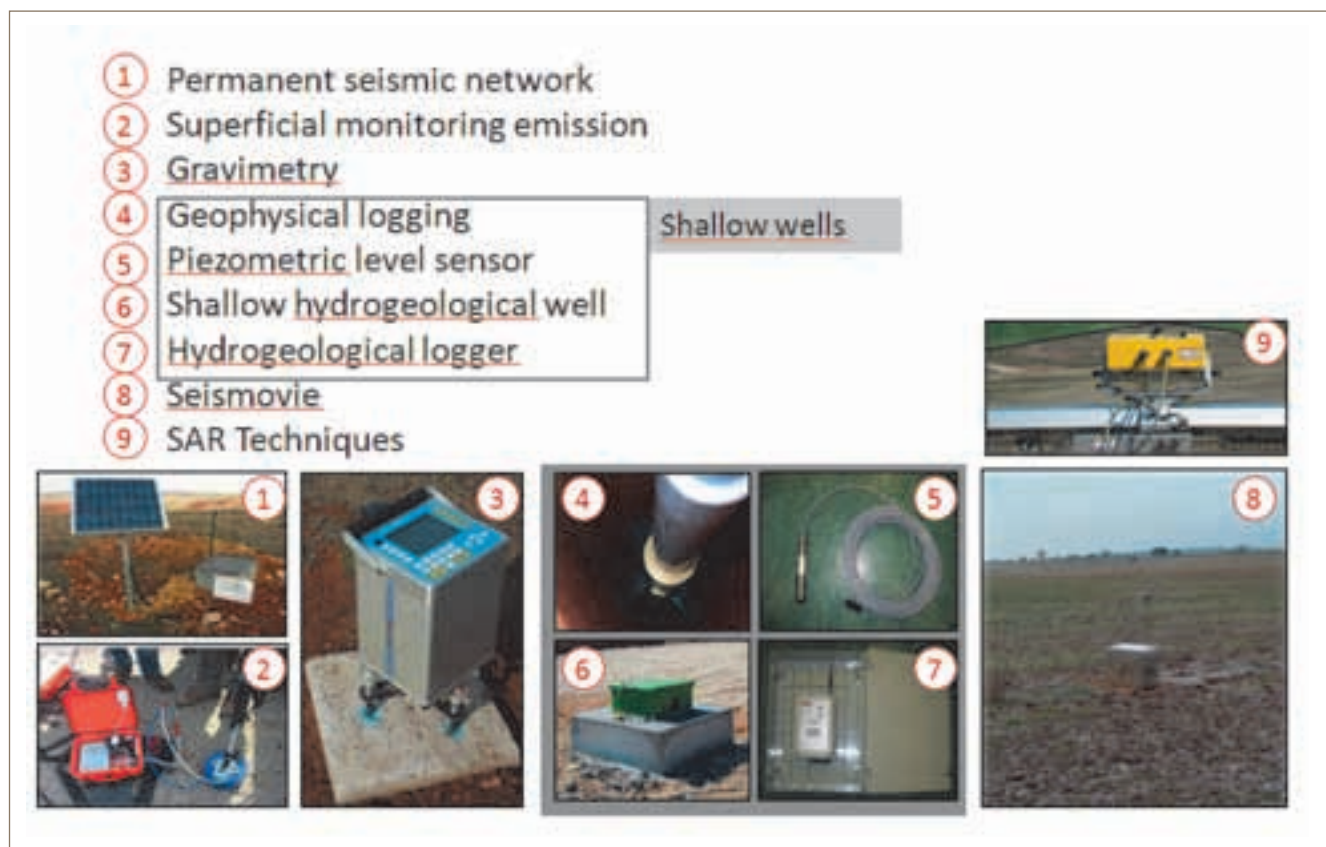 1 Permanent seismic network
2 Superficial monitoring emission
3 Gravimetry
4 Geophysical logging
Shallow wells
5 Piezometric level sensor
6 Shallow hydrogeological well
7 Hydrogeological logger
8 Seismovie
9 SAR Techniques
9
1
3
4
5
8
2
6
7